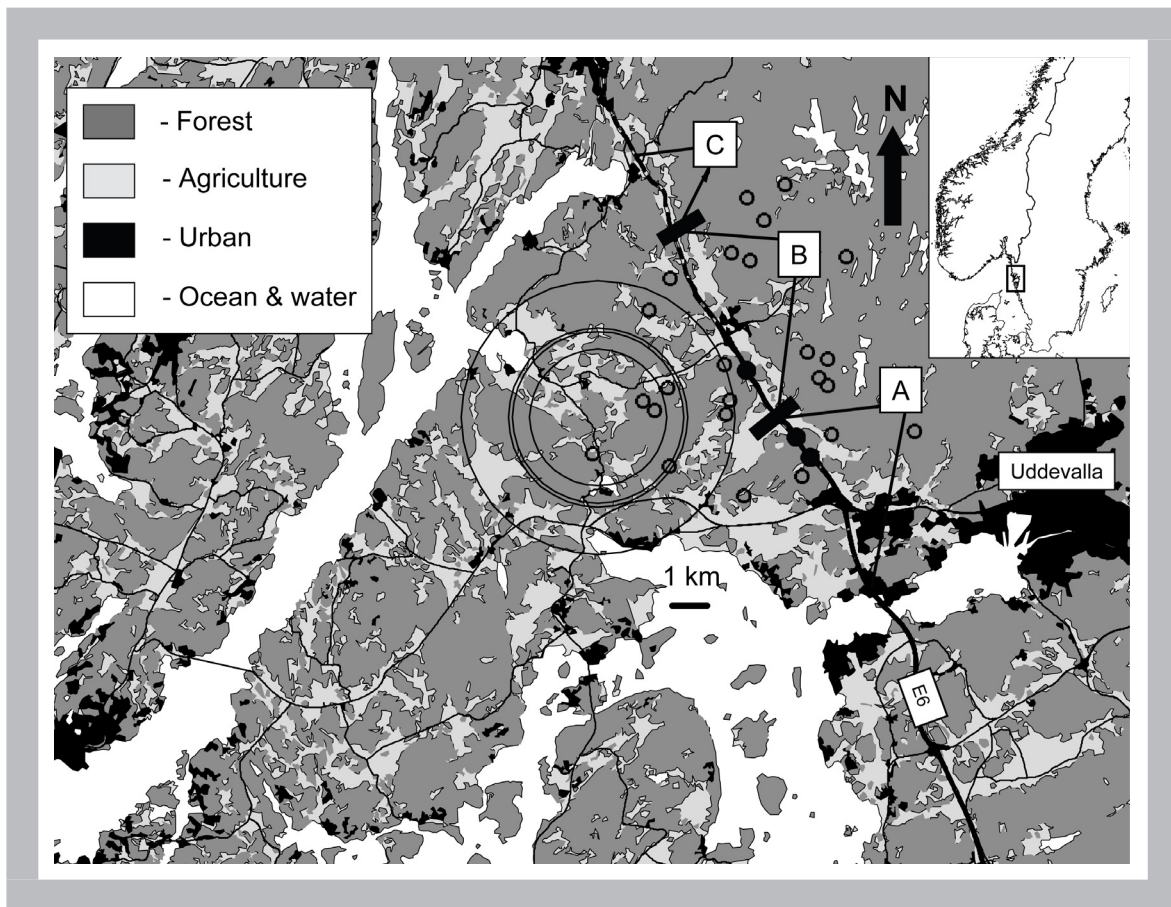 - Forest
- Agriculture
- Urban
- Ocean & water
N
C
B
A
Uddevalla
1 km
E6